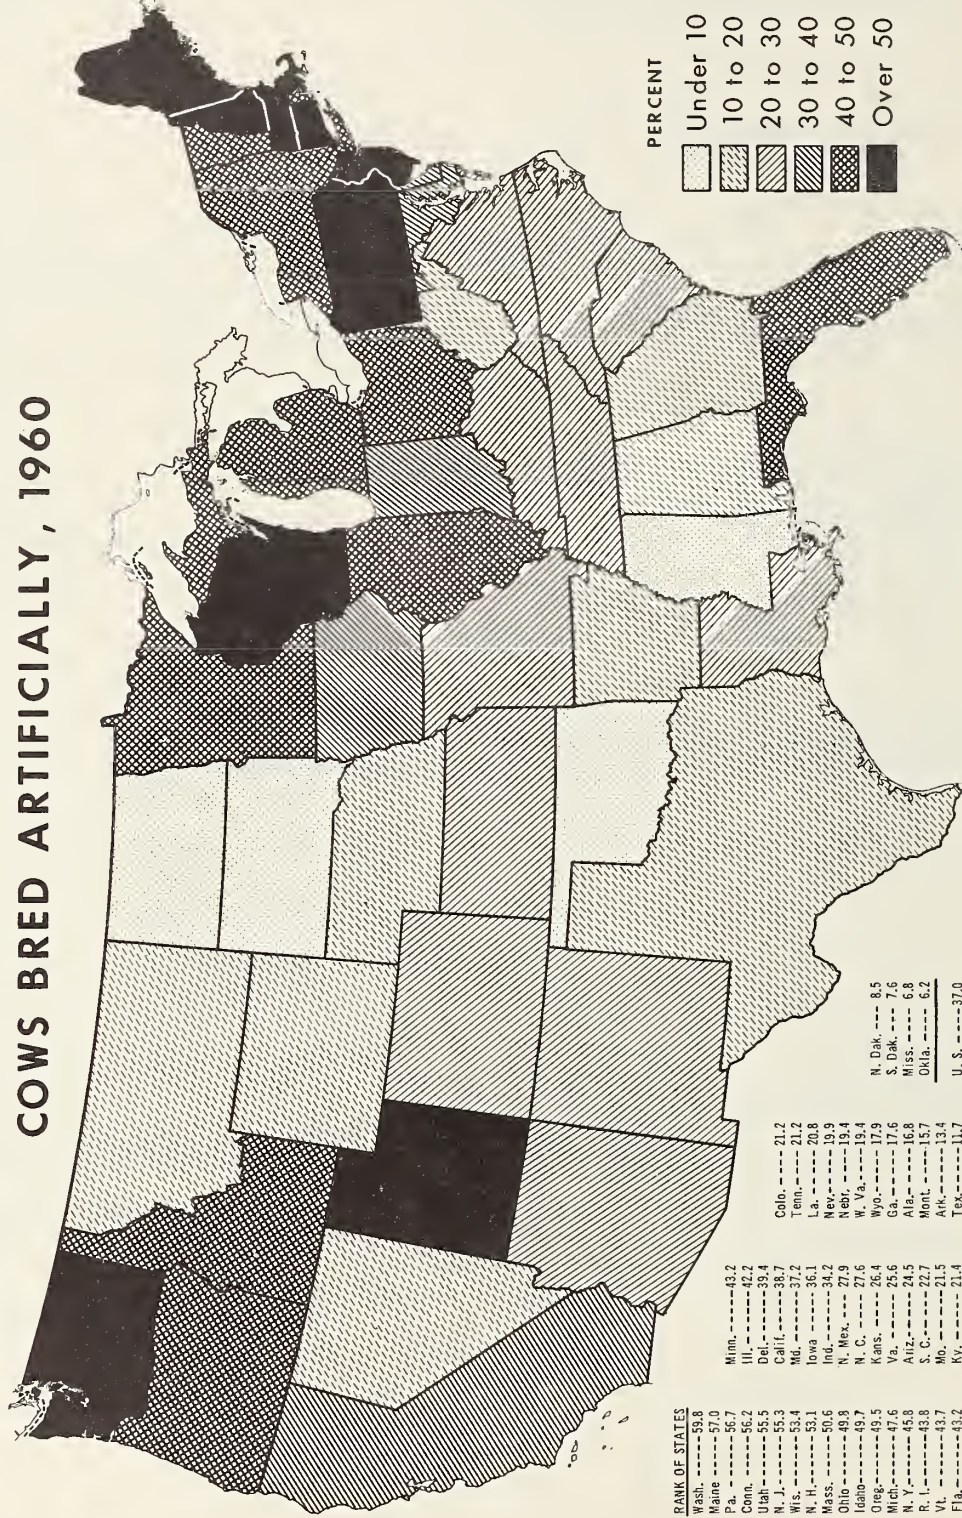 COWS BRED ARTIFICIALLY, 1960
PERCENT
Under 10
10 to 20
20 to 30
30 to 40
40 to 50
Over 50
RANK OF STATES
Wash. ----- 59.8
Maine ----- 57.0
Pa. ------- 56.7
Conn. ----- 56.2
Utah ------ 55.5
N. J. ------ 55.3
Wis. ------ 53.4
N. H. ------ 53.1
Mass. ----- 50.6
Ohio ------ 49.8
Idaho ----- 49.7
Oreg. ------ 49.5
Mich. ------ 47.6
N. Y. ------ 45.8
R. I. ------ 43.8
Vt. -------- 43.7
Fla. ------- 43.2
Minn. ------ 43.2
Ill. -------- 42.2
Del. ------- 39.4
Calif. ------ 38.7
Md. ------- 37.2
Iowa ------ 36.1
Ind. ------- 34.2
N. Mex. ---- 27.9
N. C. ------ 27.6
Kans. ----- 26.4
Va. ------- 25.6
Ariz. ------ 24.5
S. C. ------ 22.7
Mo. ------- 21.5
Ky. ------- 21.4
Colo. ----- 21.2
Tenn. ----- 21.2
La. ------- 20.8
Nev. ------ 19.9
Nebr. ----- 19.4
W. Va. ----- 19.4
Wyo. ------ 17.9
Ga. ------- 17.6
Ala. ------ 16.8
Mont. ----- 15.7
Ark. ------ 13.4
Tex. ------ 11.7
N. Dak. --- 8.5
S. Dak. --- 7.6
Miss. ---- 6.8
Okla. ---- 6.2
U. S. ---- 37.0